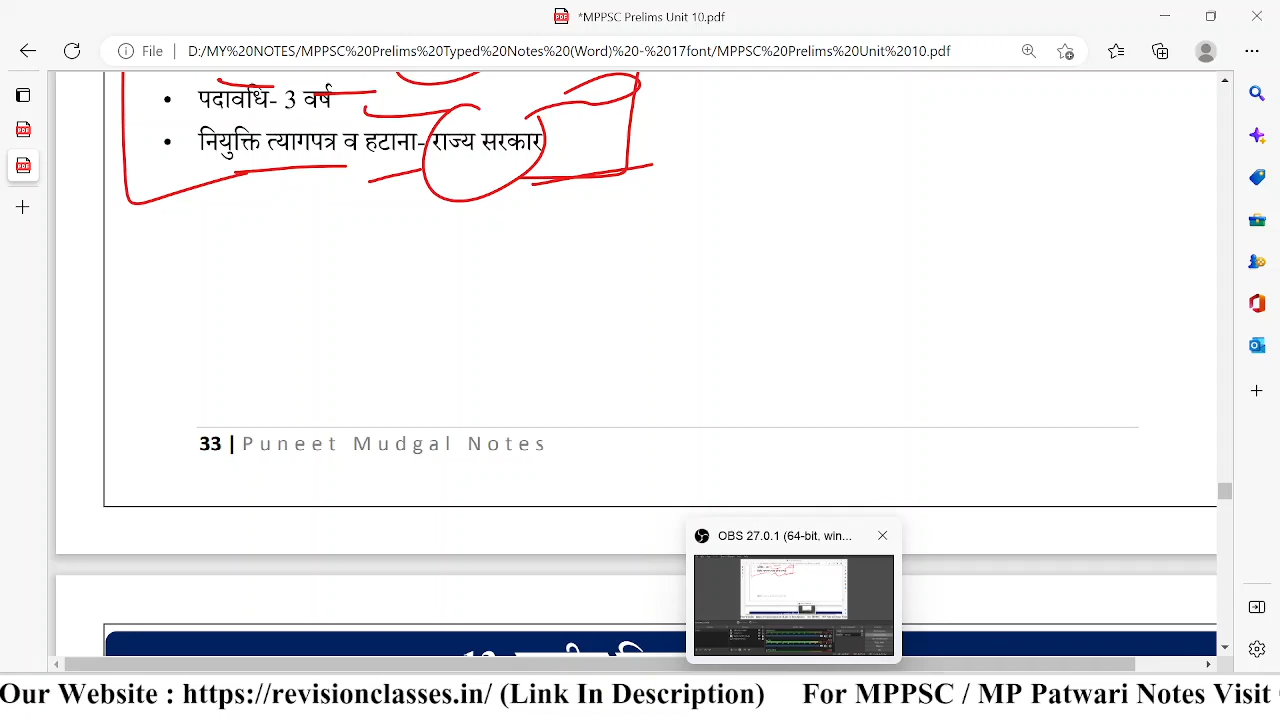 *MPPSC Prelims Unit 10.pdf
File | D:/MY%20NOTES/MPPSC%20Prelims%20Typed%20Notes%20(Word)%20-%2017font/MPPSC%20Prelims%20Unit%2010.pdf
• पदावधि- 3 वर्ष
• नियुक्ति त्यागपत्र व हटाना- राज्य सरकार
33 | Puneet Mudgal Notes
OBS 27.0.1 (64-bit, win...
Our Website : https://revisionclasses.in/ (Link In Description) For MPPSC / MP Patwari Notes Visit